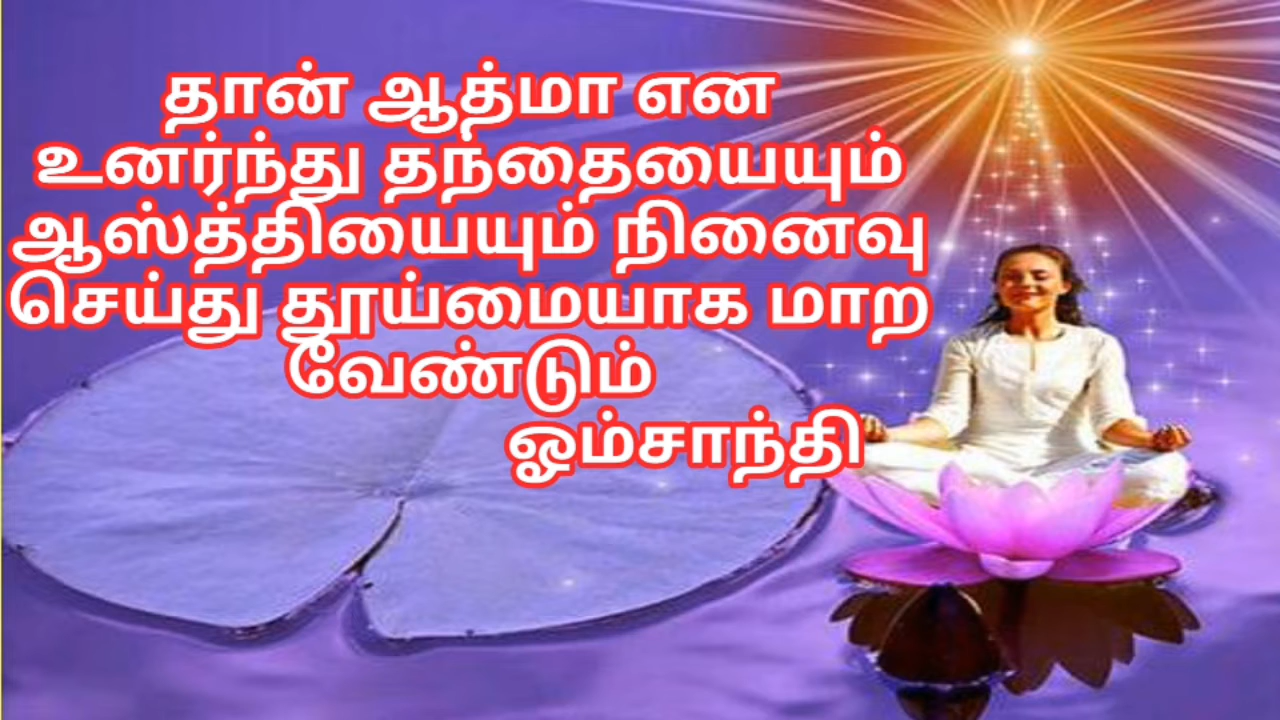 தான் ஆத்மா என
உனர்ந்து தந்தையையும்
ஆஸ்த்தியையும் நினைவு
செய்து தூய்மையாக மாற
வேண்டும்
ஓம்சாந்தி